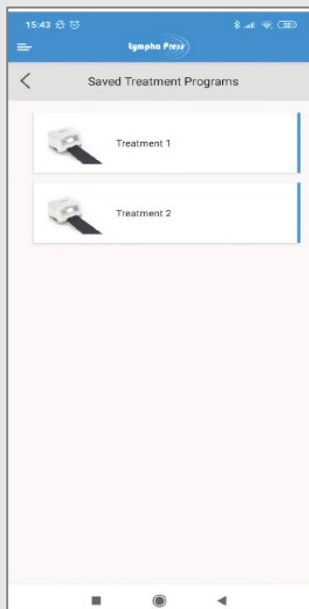 15:43
Lympha Press
Saved Treatment Programs
Treatment 1
Treatment 2